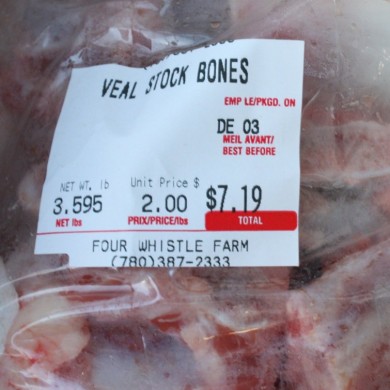 VEAL STOCK BONES
EMP LE/PKGD. ON
DE 03
MEIL AVANT/
BEST BEFORE
NET WT. lb Unit Price $
3.595 2.00 $7.19
NET lbs PRIX/PRICE/lbs TOTAL
FOUR WHISTLE FARM
(780)387-2333